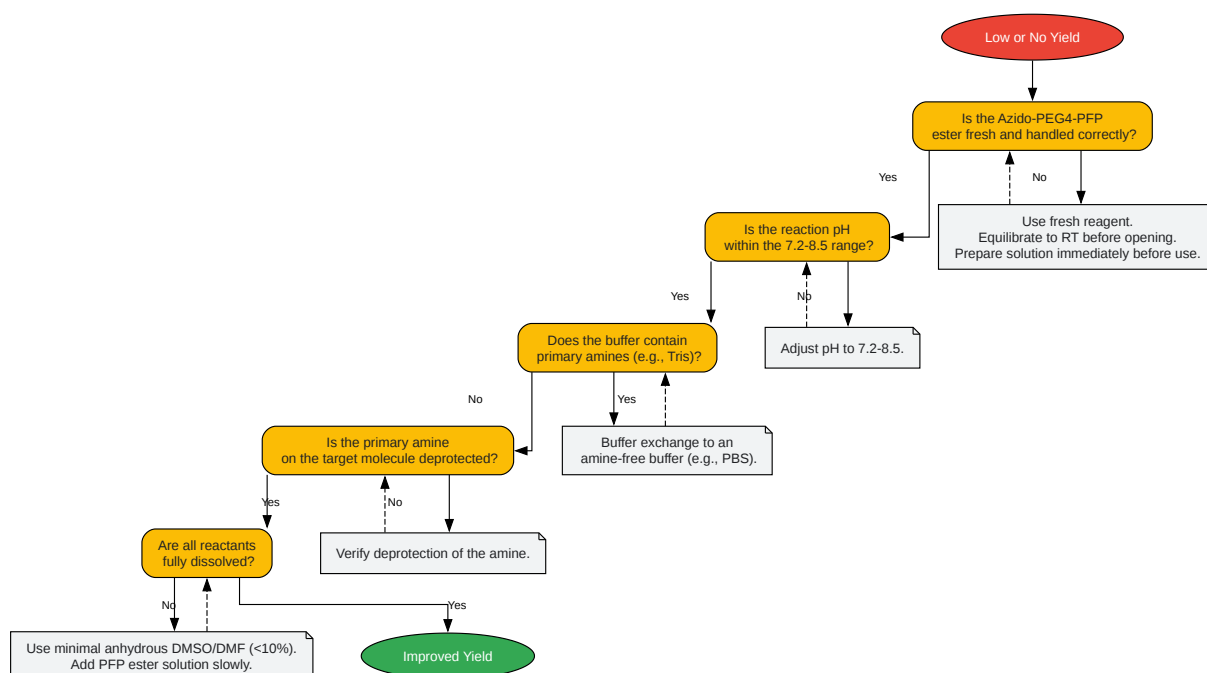 Low or No Yield
Is the Azido-PEG4-PFP
ester fresh and handled correctly?
Yes
No
Use fresh reagent.
Equilibrate to RT before opening.
Prepare solution immediately before use.
Is the reaction pH
within the 7.2-8.5 range?
Yes
No
Adjust pH to 7.2-8.5.
Does the buffer contain
primary amines (e.g., Tris)?
No
Yes
Buffer exchange to an
amine-free buffer (e.g., PBS).
Is the primary amine
on the target molecule deprotected?
Yes
No
Verify deprotection of the amine.
Are all reactants
fully dissolved?
No
Yes
Use minimal anhydrous DMSO/DMF (<10%).
Add PFP ester solution slowly.
Improved Yield